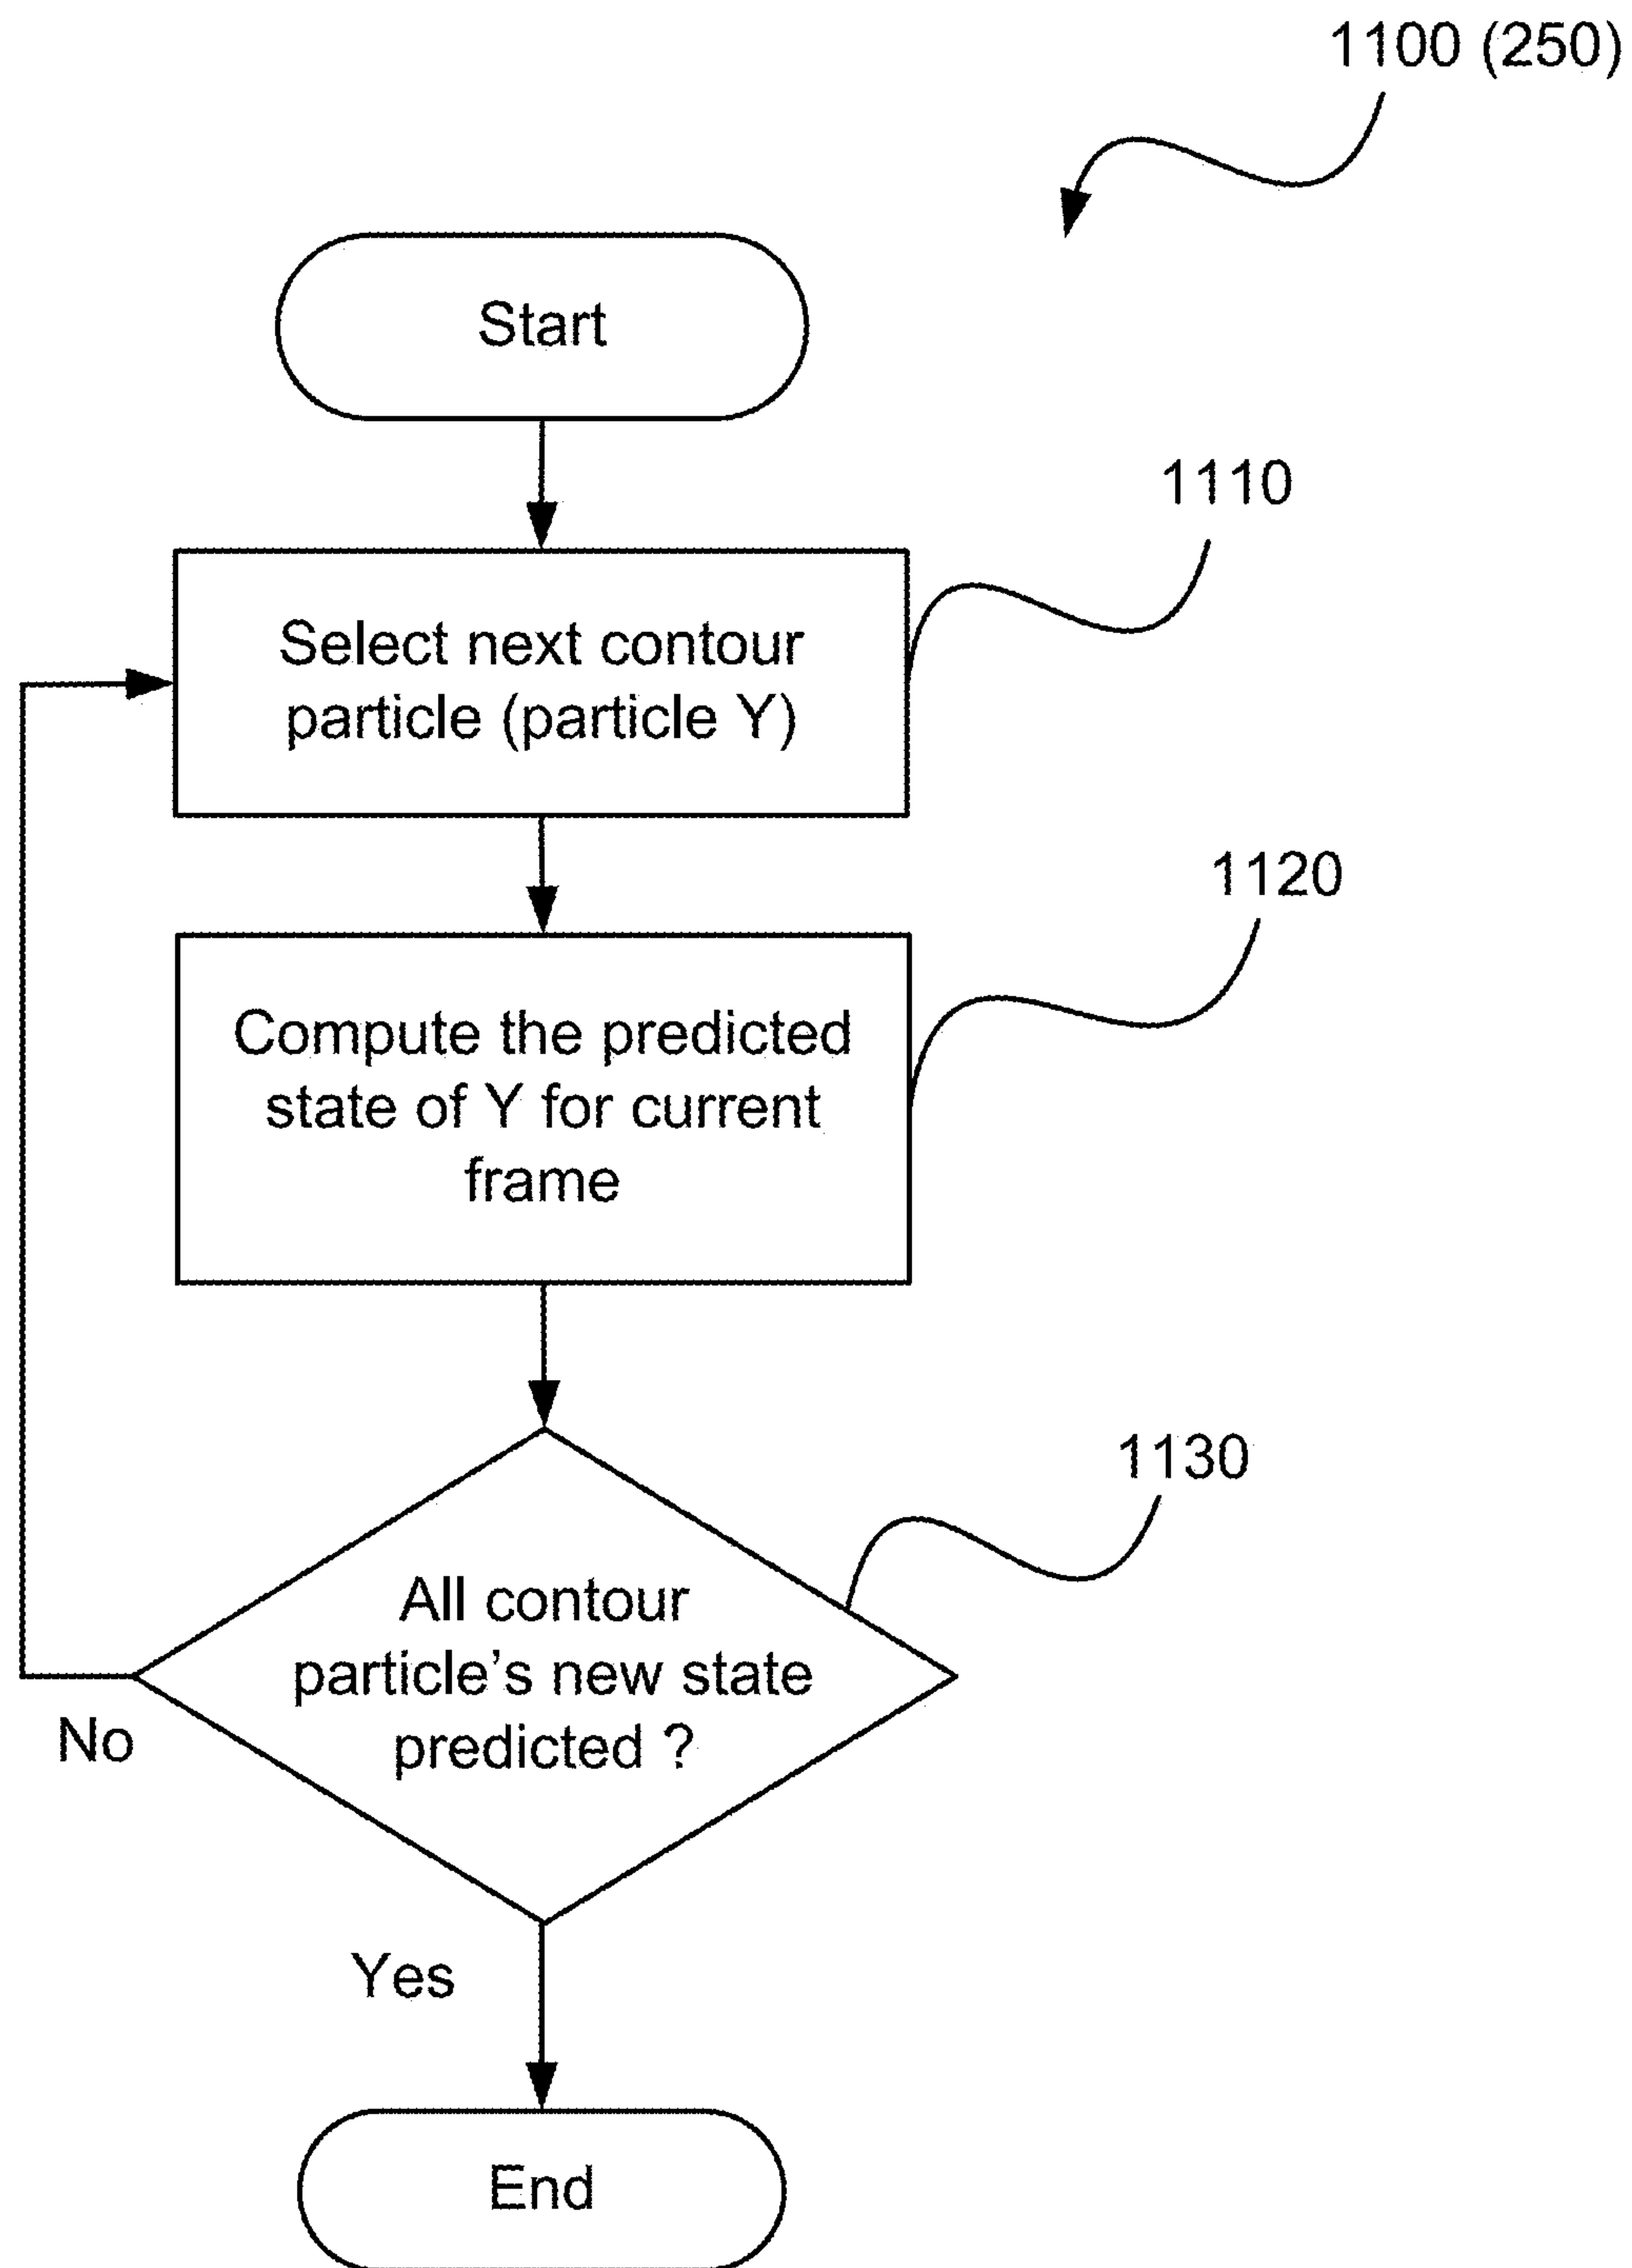 1100 (250)
Start
1110
Select next contour
particle (particle Y)
1120
Compute the predicted
state of Y for current
frame
1130
All contour
particle's new state
predicted ?
No
Yes
End